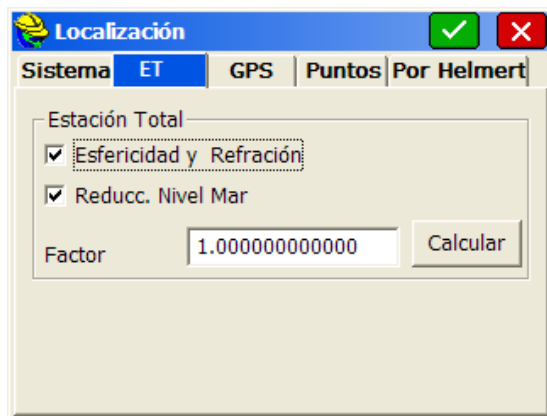 Localización
Sistema ET GPS Puntos Por Helmert
Estación Total
Esfericidad y Refración
Reducc. Nivel Mar
Factor 1.000000000000 Calcular